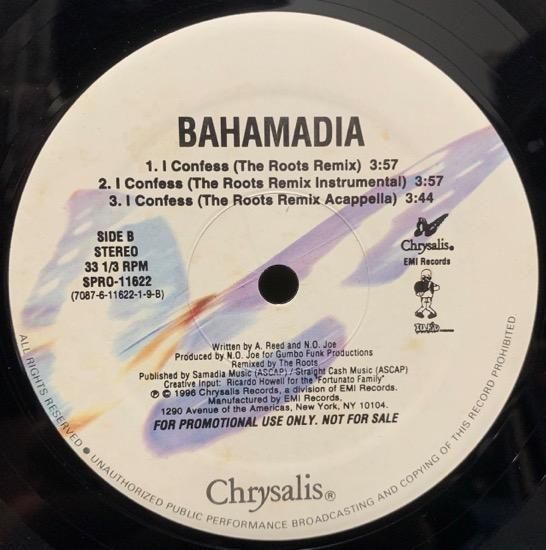 BAHAMADIA
1. I Confess (The Roots Remix) 3:57
2. I Confess (The Roots Remix Instrumental) 3:57
3. I Confess (The Roots Remix Acappella) 3:44
SIDE B
STEREO
33 1/3 RPM
SPRO-11622
(7087-6-11622-1-9-B)
Chrysalis®
EMI Records
Written by A. Reed and N.O. Joe
Produced by N.O. Joe for Gumbo Funk Productions
Remixed by The Roots
Published by Samadia Music (ASCAP) / Straight Cash Music (ASCAP)
Creative Input: Ricardo Howell for the "Fortunato Family"
℗ © 1996 Chrysalis Records, a division of EMI Records.
Manufactured by EMI Records.
1290 Avenue of the Americas, New York, NY 10104.
FOR PROMOTIONAL USE ONLY. NOT FOR SALE
Chrysalis®
ALL RIGHTS RESERVED • UNAUTHORIZED PUBLIC PERFORMANCE BROADCASTING AND COPYING OF THIS RECORD PROHIBITED